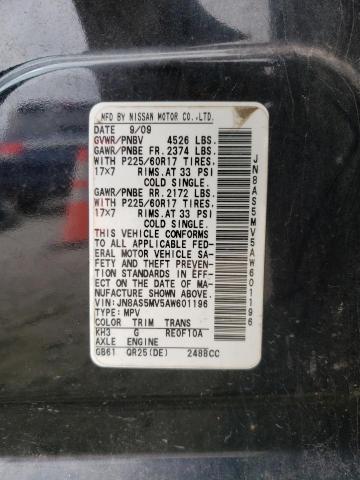 MFD BY NISSAN MOTOR CO.,LTD.
DATE 9/09
GVWR/PNBV 4526 LBS.
GAWR/PNBE FR. 2374 LBS.
WITH P225/60R17 TIRES,
17X7 RIMS.AT 33 PSI
COLD SINGLE.
GAWR/PNBE RR. 2172 LBS.
WITH P225/60R17 TIRES,
17X7 RIMS.AT 33 PSI
COLD SINGLE.
THIS VEHICLE CONFORMS
TO ALL APPLICABLE FED-
ERAL MOTOR VEHICLE SA-
FETY AND THEFT PREVEN-
TION STANDARDS IN EFF-
ECT ON THE DATE OF MA-
NUFACTURE SHOWN ABOVE.
VIN:JN8AS5MV5AW601196
TYPE:MPV
COLOR TRIM TRANS
KH3 G RE0F10A
AXLE ENGINE
GB61 QR25(DE) 2488CC
JN8AS5MV5AW601196